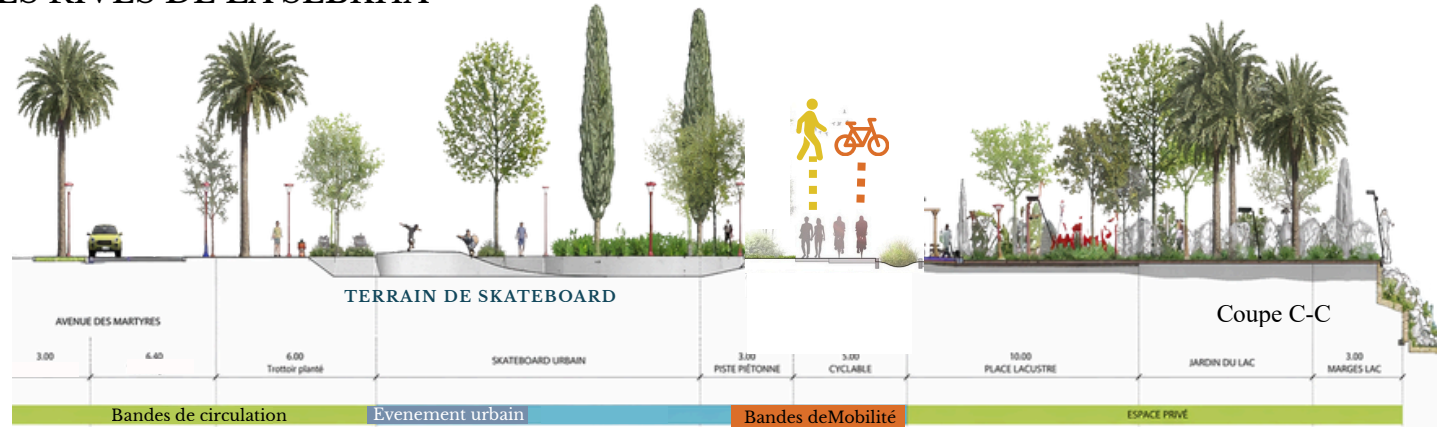 ES RIVES DE LA SEBKHA
TERRAIN DE SKATEBOARD
Coupe C-C
AVENUE DES MARTYRES
3.00
6.40
6.00
Trottoir planté
SKATEBOARD URBAIN
3.00
PISTE PIÉTONNE
5.00
CYCLABLE
10.00
PLACE LACUSTRE
JARDIN DU LAC
3.00
MARGES LAC
Bandes de circulation
Evenement urbain
Bandes deMobilité
ESPACE PRIVÉ